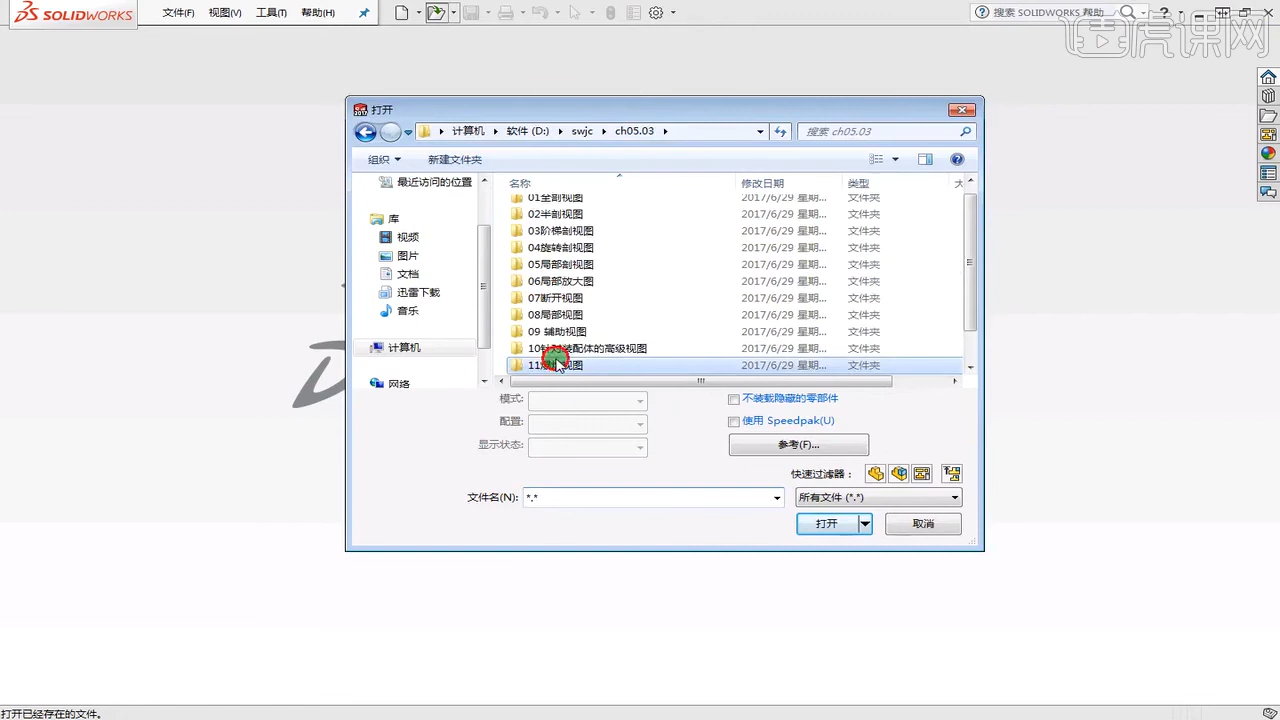 SOLIDWORKS 文件(F) 视图(V) 工具(T) 帮助(H) 搜索 SOLIDWORKS 帮助
虎课网
打开
计算机 软件 (D:) swjc ch05.03 搜索 ch05.03
组织 新建文件夹
最近访问的位置
库
视频
图片
文档
迅雷下载
音乐
计算机
网络
名称 修改日期 类型 大
01全剖视图 2017/6/29 星期... 文件夹
02半剖视图 2017/6/29 星期... 文件夹
03阶梯剖视图 2017/6/29 星期... 文件夹
04旋转剖视图 2017/6/29 星期... 文件夹
05局部剖视图 2017/6/29 星期... 文件夹
06局部放大图 2017/6/29 星期... 文件夹
07断开视图 2017/6/29 星期... 文件夹
08局部视图 2017/6/29 星期... 文件夹
09 辅助视图 2017/6/29 星期... 文件夹
10针对装配体的高级视图 2017/6/29 星期... 文件夹
11 视图 2017/6/29 星期... 文件夹
模式: 不装载隐藏的零部件
配置: 使用 Speedpak(U)
显示状态: 参考(F)...
快速过滤器：
文件名(N): *.* 所有文件 (*.*)
打开 取消
打开已经存在的文件。